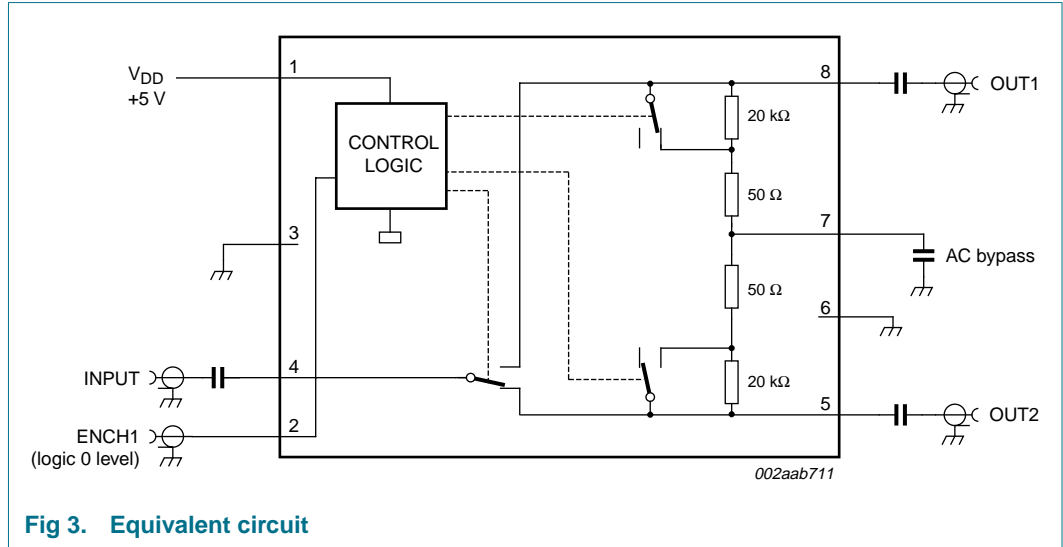 V_DD
+5 V
1
8
OUT1
CONTROL
LOGIC
20 kΩ
50 Ω
3
7
AC bypass
50 Ω
6
INPUT
4
20 kΩ
5
OUT2
ENCH1
(logic 0 level)
2
002aab711
Fig 3. Equivalent circuit